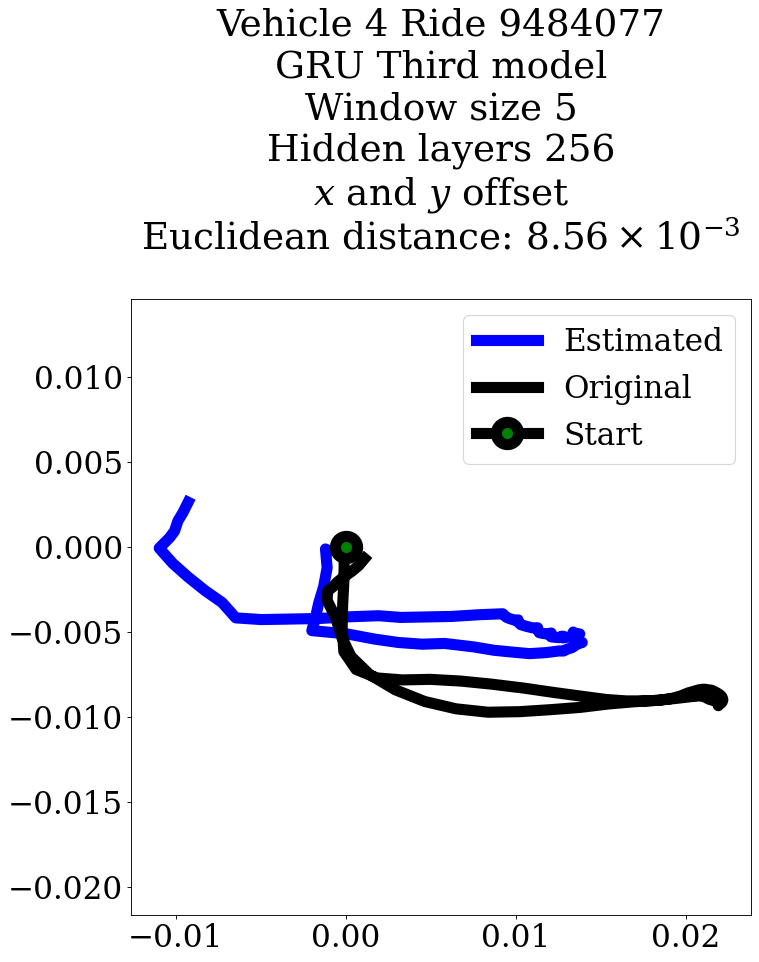 Vehicle 4 Ride 9484077
GRU Third model
Window size 5
Hidden layers 256
x and y offset
Euclidean distance: 8.56 × 10⁻³
Estimated
Original
Start
0.010
0.005
0.000
−0.005
−0.010
−0.015
−0.020
−0.01 0.00 0.01 0.02